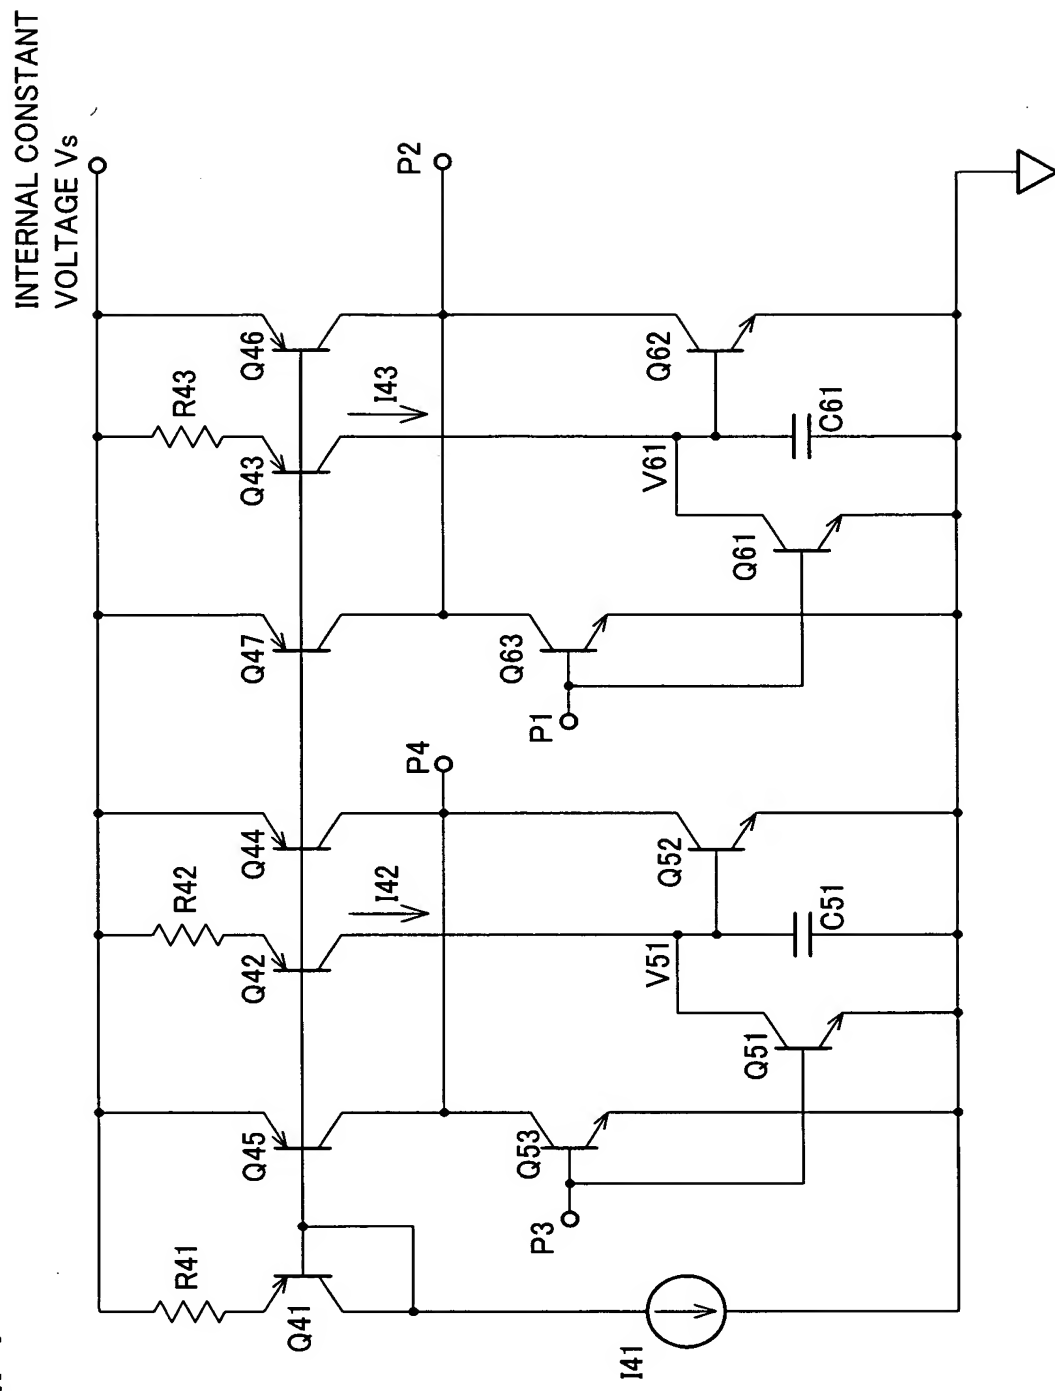 INTERNAL CONSTANT
VOLTAGE Vs
R41
R42
R43
Q41
Q45
Q42
Q44
Q47
Q43
Q46
I42
I43
P4
P2
P3
Q53
P1
Q63
V51
Q52
V61
Q62
I41
Q51
C51
Q61
C61